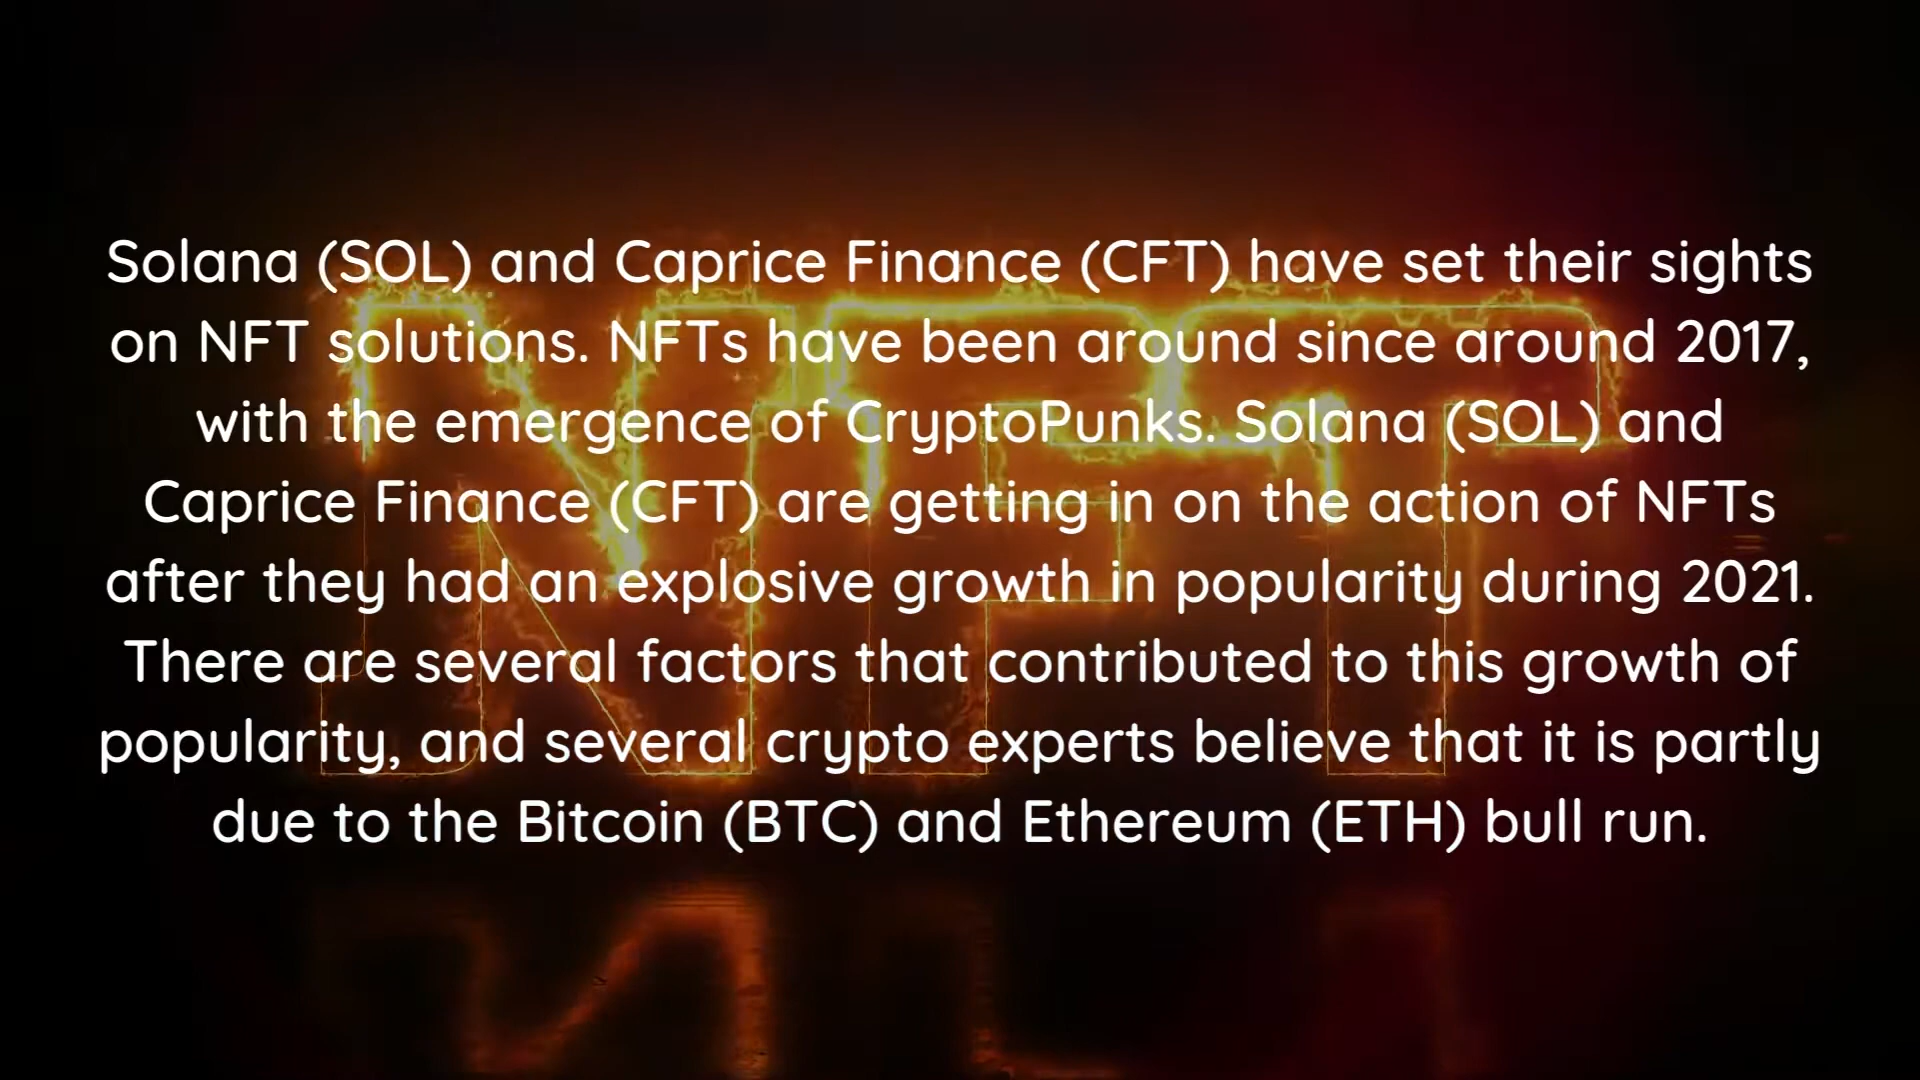 Solana (SOL) and Caprice Finance (CFT) have set their sights
on NFT solutions. NFTs have been around since around 2017,
with the emergence of CryptoPunks. Solana (SOL) and
Caprice Finance (CFT) are getting in on the action of NFTs
after they had an explosive growth in popularity during 2021.
There are several factors that contributed to this growth of
popularity, and several crypto experts believe that it is partly
due to the Bitcoin (BTC) and Ethereum (ETH) bull run.
NFT